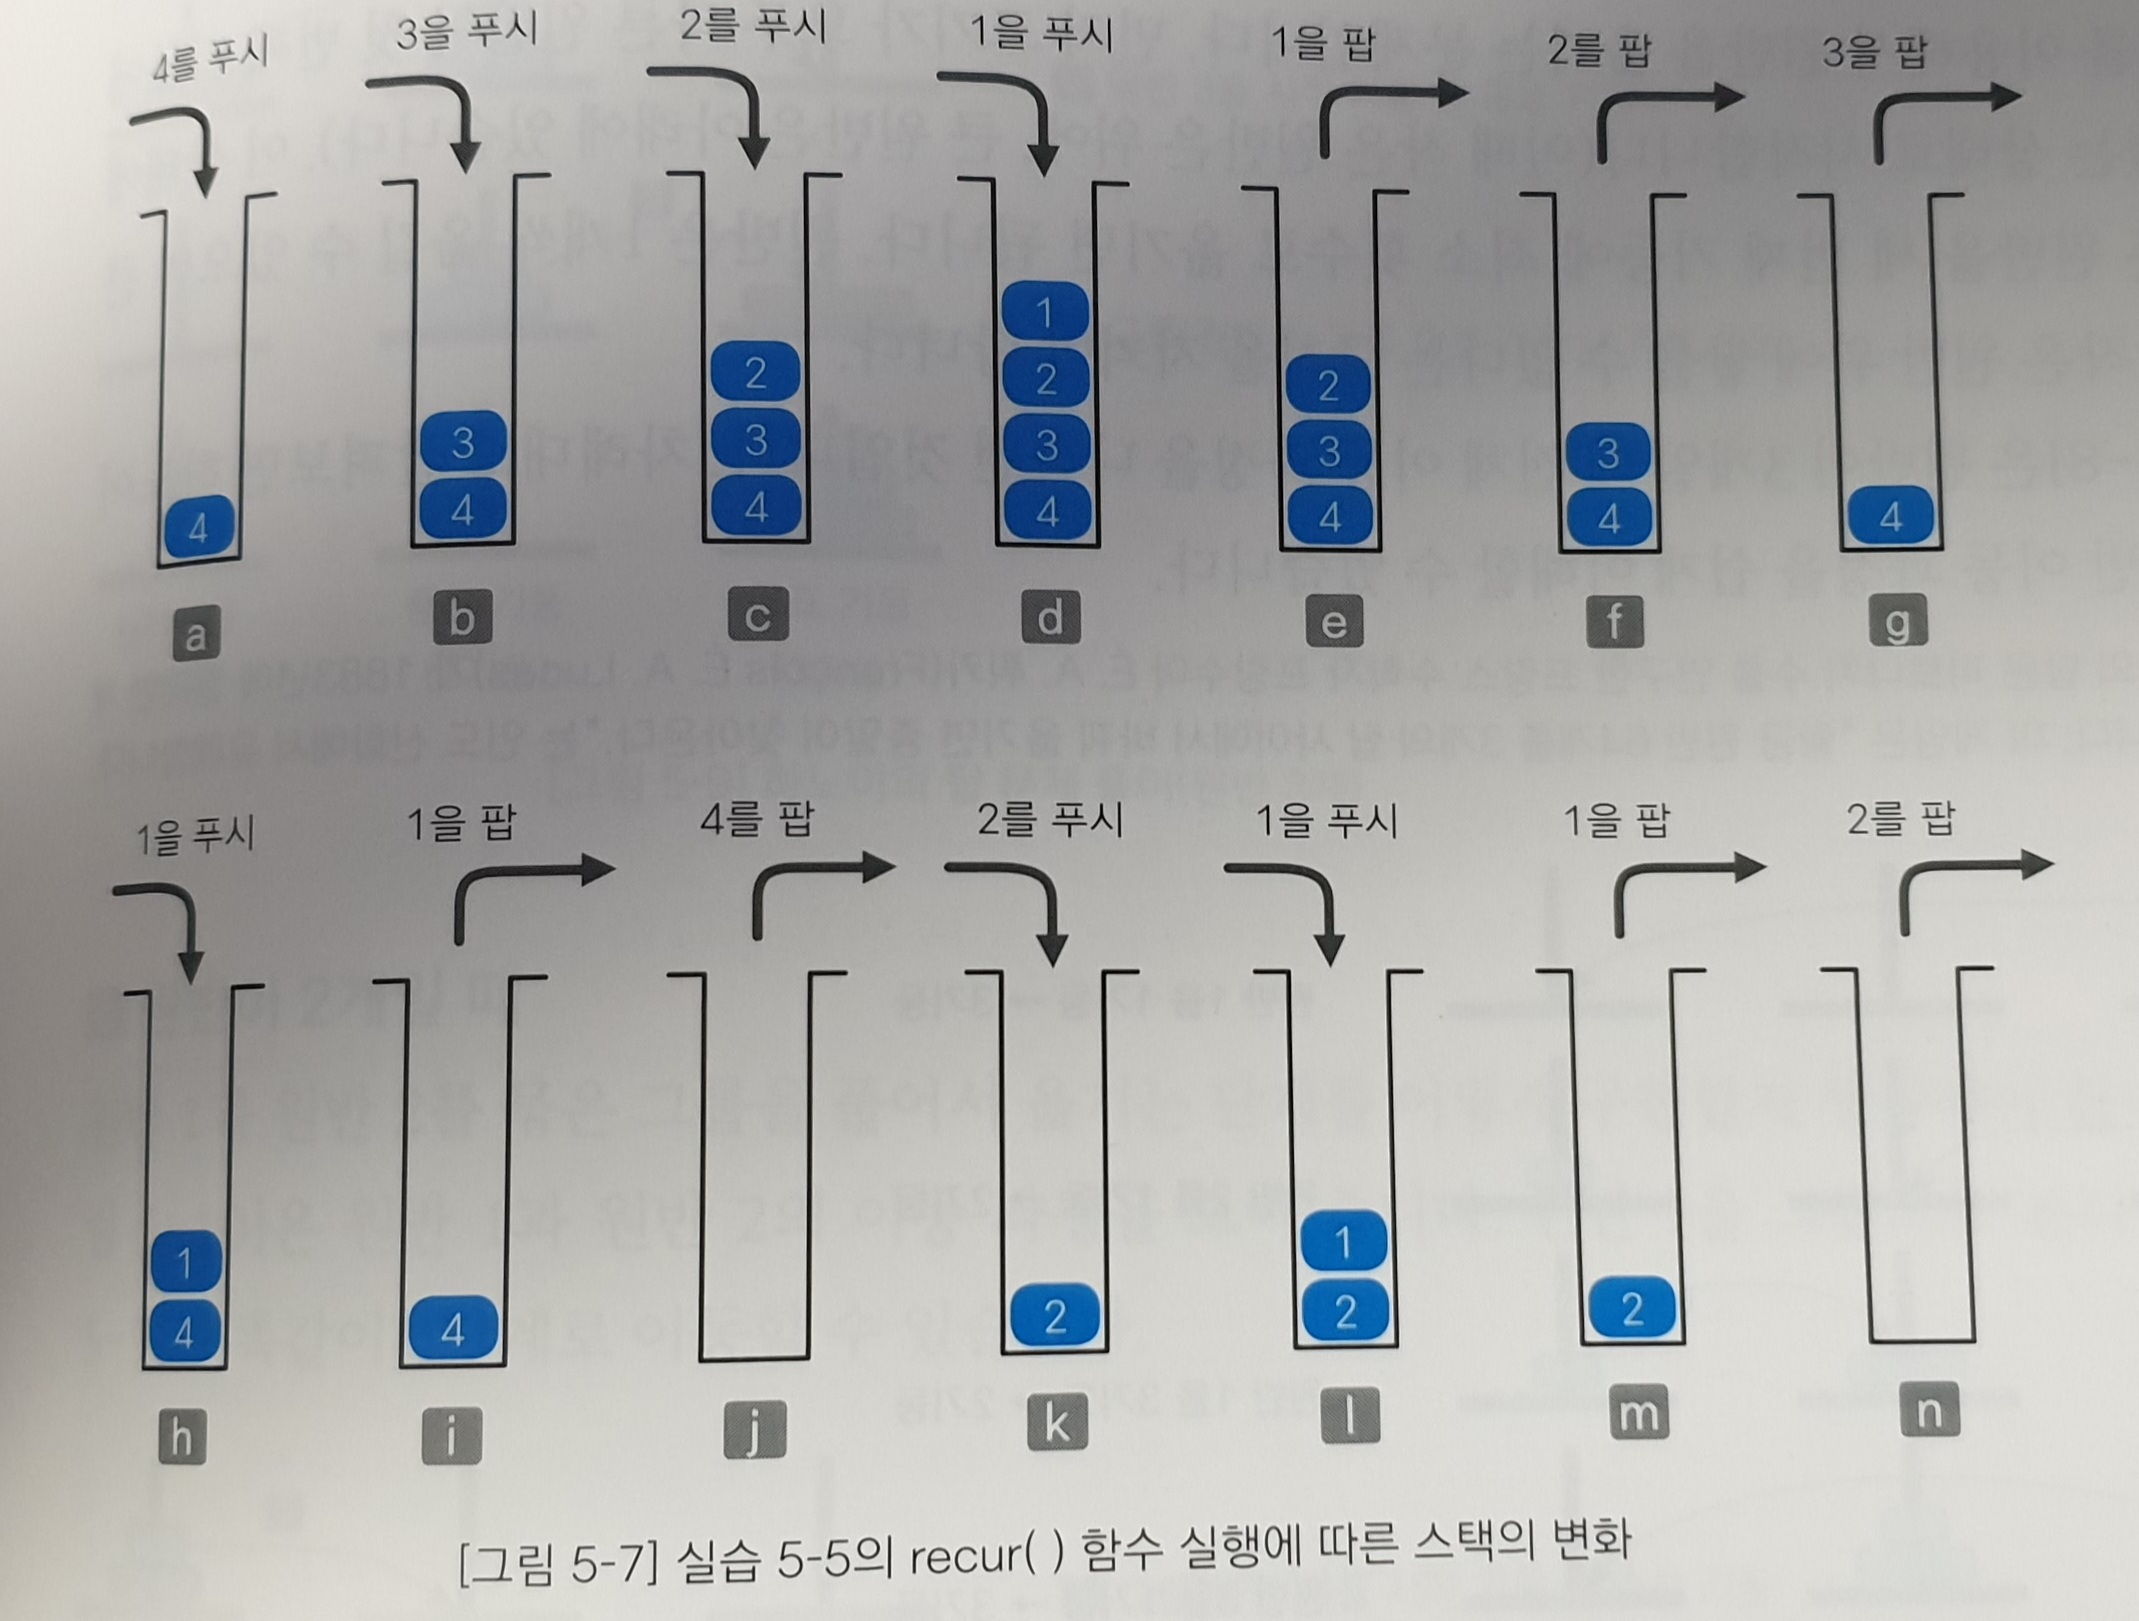 4를 푸시 3을 푸시 2를 푸시 1을 푸시 1을 팝 2를 팝 3을 팝
1
2 1 2
3 2 3 2 3 3
4 4 4 4 4 4 4
a b c d e f g
1을 푸시 1을 팝 4를 팝 2를 푸시 1을 푸시 1을 팝 2를 팝
1 1
4 4 2 2 2
h i j k l m n
[그림 5-7] 실습 5-5의 recur( ) 함수 실행에 따른 스택의 변화